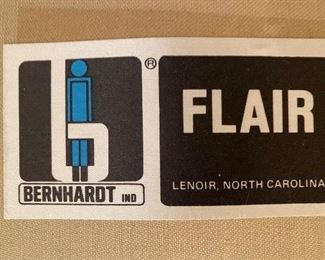 b®
BERNHARDT IND
FLAIR
LENOIR, NORTH CAROLINA